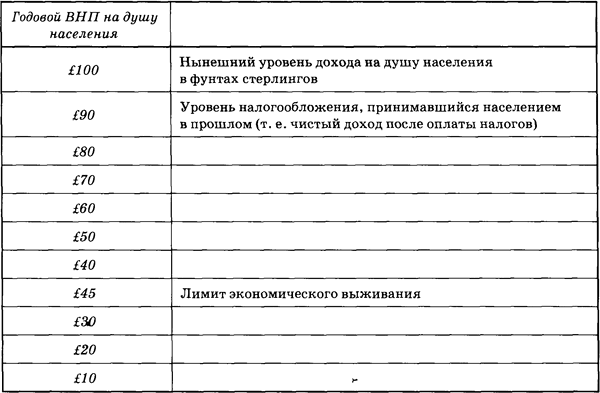 Годовой ВНП на душу
населения
£100
Нынешний уровень дохода на душу населения
в фунтах стерлингов
£90
Уровень налогообложения, принимавшийся населением
в прошлом (т. е. чистый доход после оплаты налогов)
£80
£70
£60
£50
£40
£45
Лимит экономического выживания
£30
£20
£10